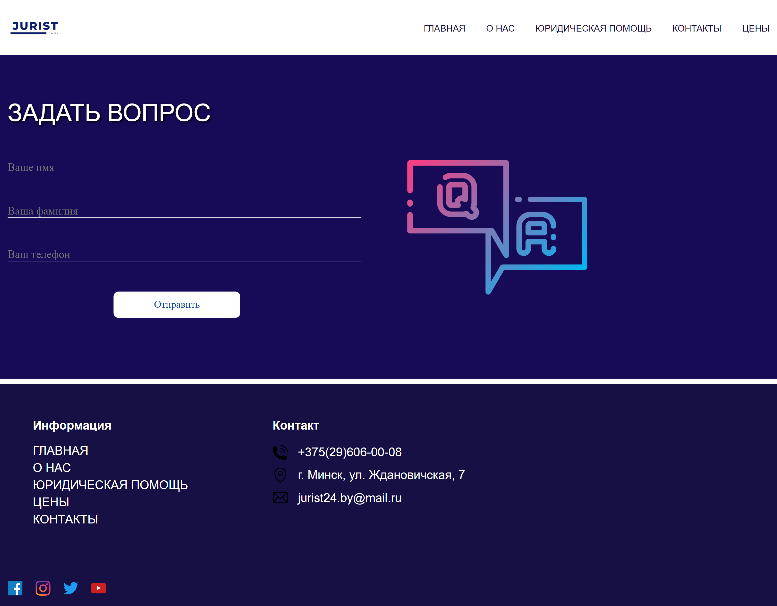 JURIST
ГЛАВНАЯ О НАС ЮРИДИЧЕСКАЯ ПОМОЩЬ КОНТАКТЫ ЦЕНЫ
ЗАДАТЬ ВОПРОС
Ваше имя
Ваша фамилия
Ваш телефон
Отправить
Q
A
Информация
ГЛАВНАЯ
О НАС
ЮРИДИЧЕСКАЯ ПОМОЩЬ
ЦЕНЫ
КОНТАКТЫ
Контакт
+375(29)606-00-08
г. Минск, ул. Ждановичская, 7
jurist24.by@mail.ru